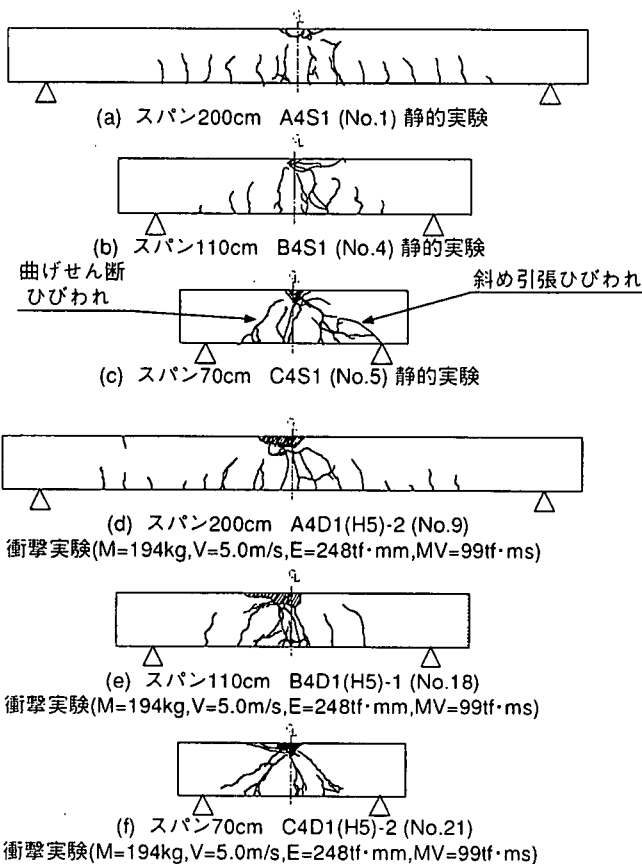 ℄
(a) スパン200cm A4S1 (No.1) 静的実験
℄
(b) スパン110cm B4S1 (No.4) 静的実験
曲げせん断
ひびわれ
℄
斜め引張ひびわれ
(c) スパン70cm C4S1 (No.5) 静的実験
℄
(d) スパン200cm A4D1(H5)-2 (No.9)
衝撃実験(M=194kg,V=5.0m/s,E=248tf･mm,MV=99tf･ms)
℄
(e) スパン110cm B4D1(H5)-1 (No.18)
衝撃実験(M=194kg,V=5.0m/s,E=248tf･mm,MV=99tf･ms)
℄
(f) スパン70cm C4D1(H5)-2 (No.21)
衝撃実験(M=194kg,V=5.0m/s,E=248tf･mm,MV=99tf･ms)